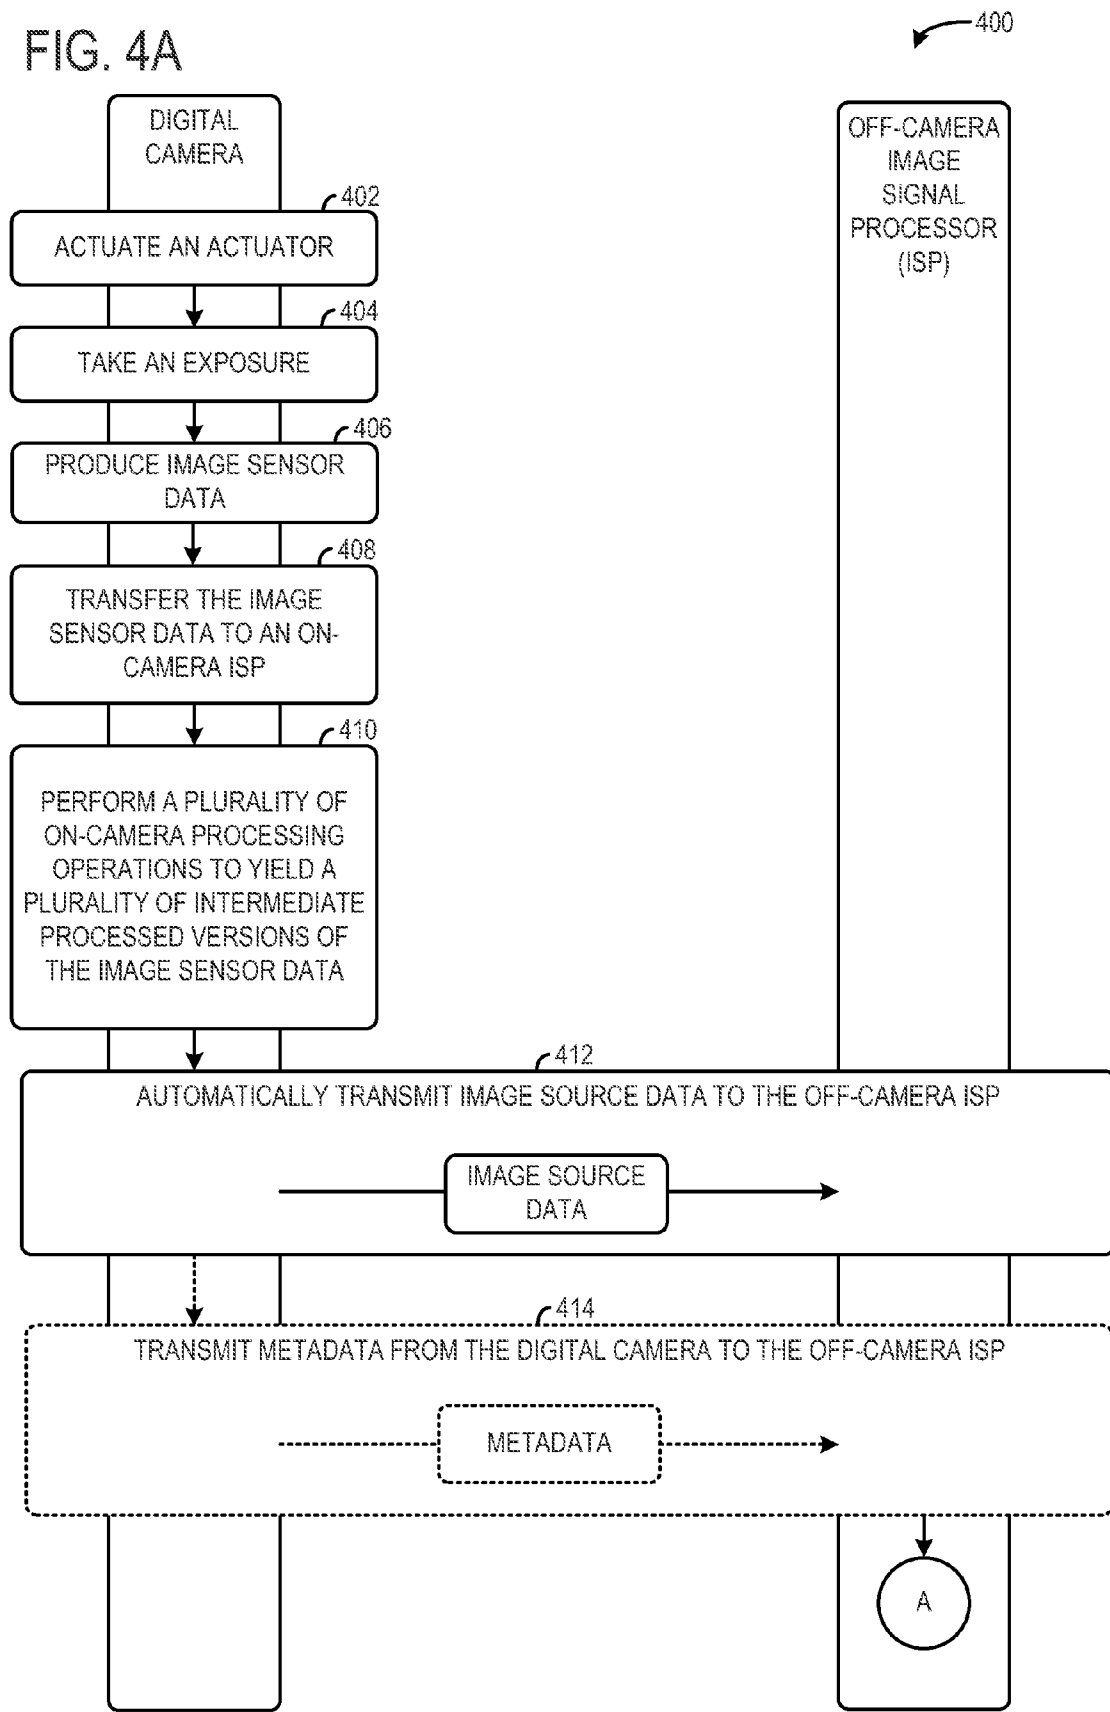 FIG. 4A
400
DIGITAL
CAMERA
OFF-CAMERA
IMAGE
SIGNAL
PROCESSOR
(ISP)
402
ACTUATE AN ACTUATOR
404
TAKE AN EXPOSURE
406
PRODUCE IMAGE SENSOR
DATA
408
TRANSFER THE IMAGE
SENSOR DATA TO AN ON-
CAMERA ISP
410
PERFORM A PLURALITY OF
ON-CAMERA PROCESSING
OPERATIONS TO YIELD A
PLURALITY OF INTERMEDIATE
PROCESSED VERSIONS OF
THE IMAGE SENSOR DATA
412
AUTOMATICALLY TRANSMIT IMAGE SOURCE DATA TO THE OFF-CAMERA ISP
IMAGE SOURCE
DATA
414
TRANSMIT METADATA FROM THE DIGITAL CAMERA TO THE OFF-CAMERA ISP
METADATA
A